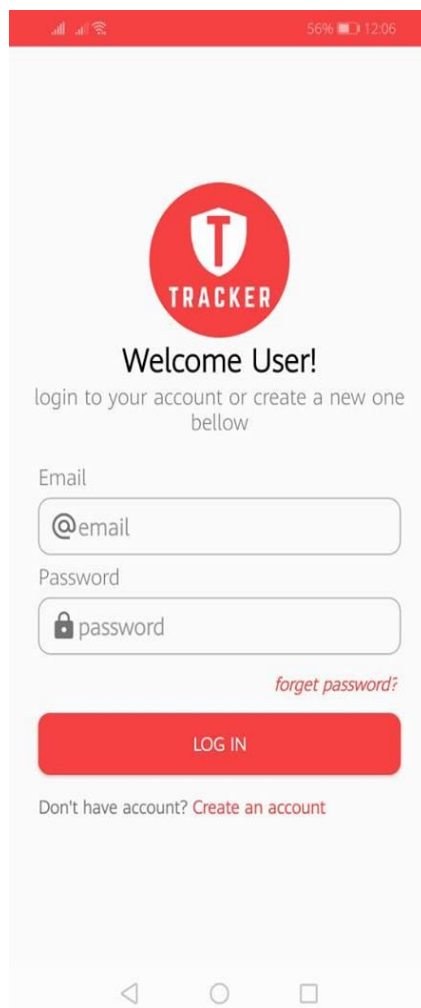 56% 12:06
T
TRACKER
Welcome User!
login to your account or create a new one
bellow
Email
@email
Password
password
forget password?
LOG IN
Don't have account? Create an account